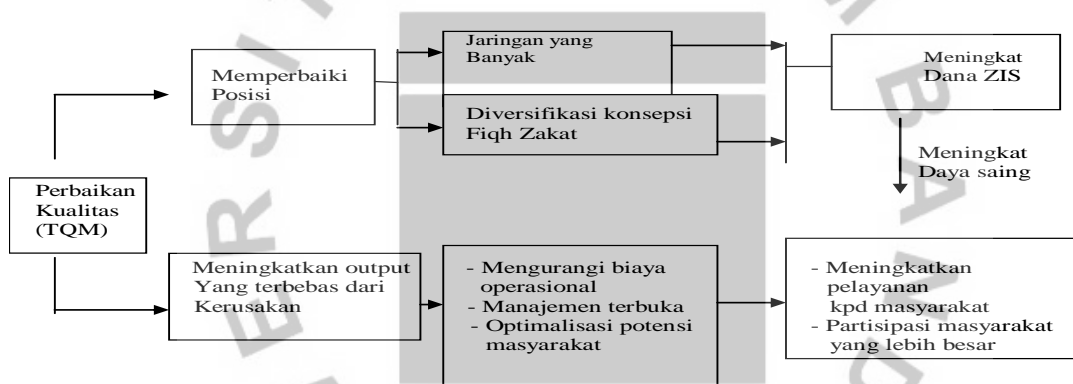 Jaringan yang
Banyak
Memperbaiki
Posisi
Meningkat
Dana ZIS
Diversifikasi konsepsi
Fiqh Zakat
Meningkat
Daya saing
Perbaikan
Kualitas
(TQM)
Meningkatkan output
Yang terbebas dari
Kerusakan
- Mengurangi biaya
operasional
- Manajemen terbuka
- Optimalisasi potensi
masyarakat
- Meningkatkan
pelayanan
kpd masyarakat
- Partisipasi masyarakat
yang lebih besar